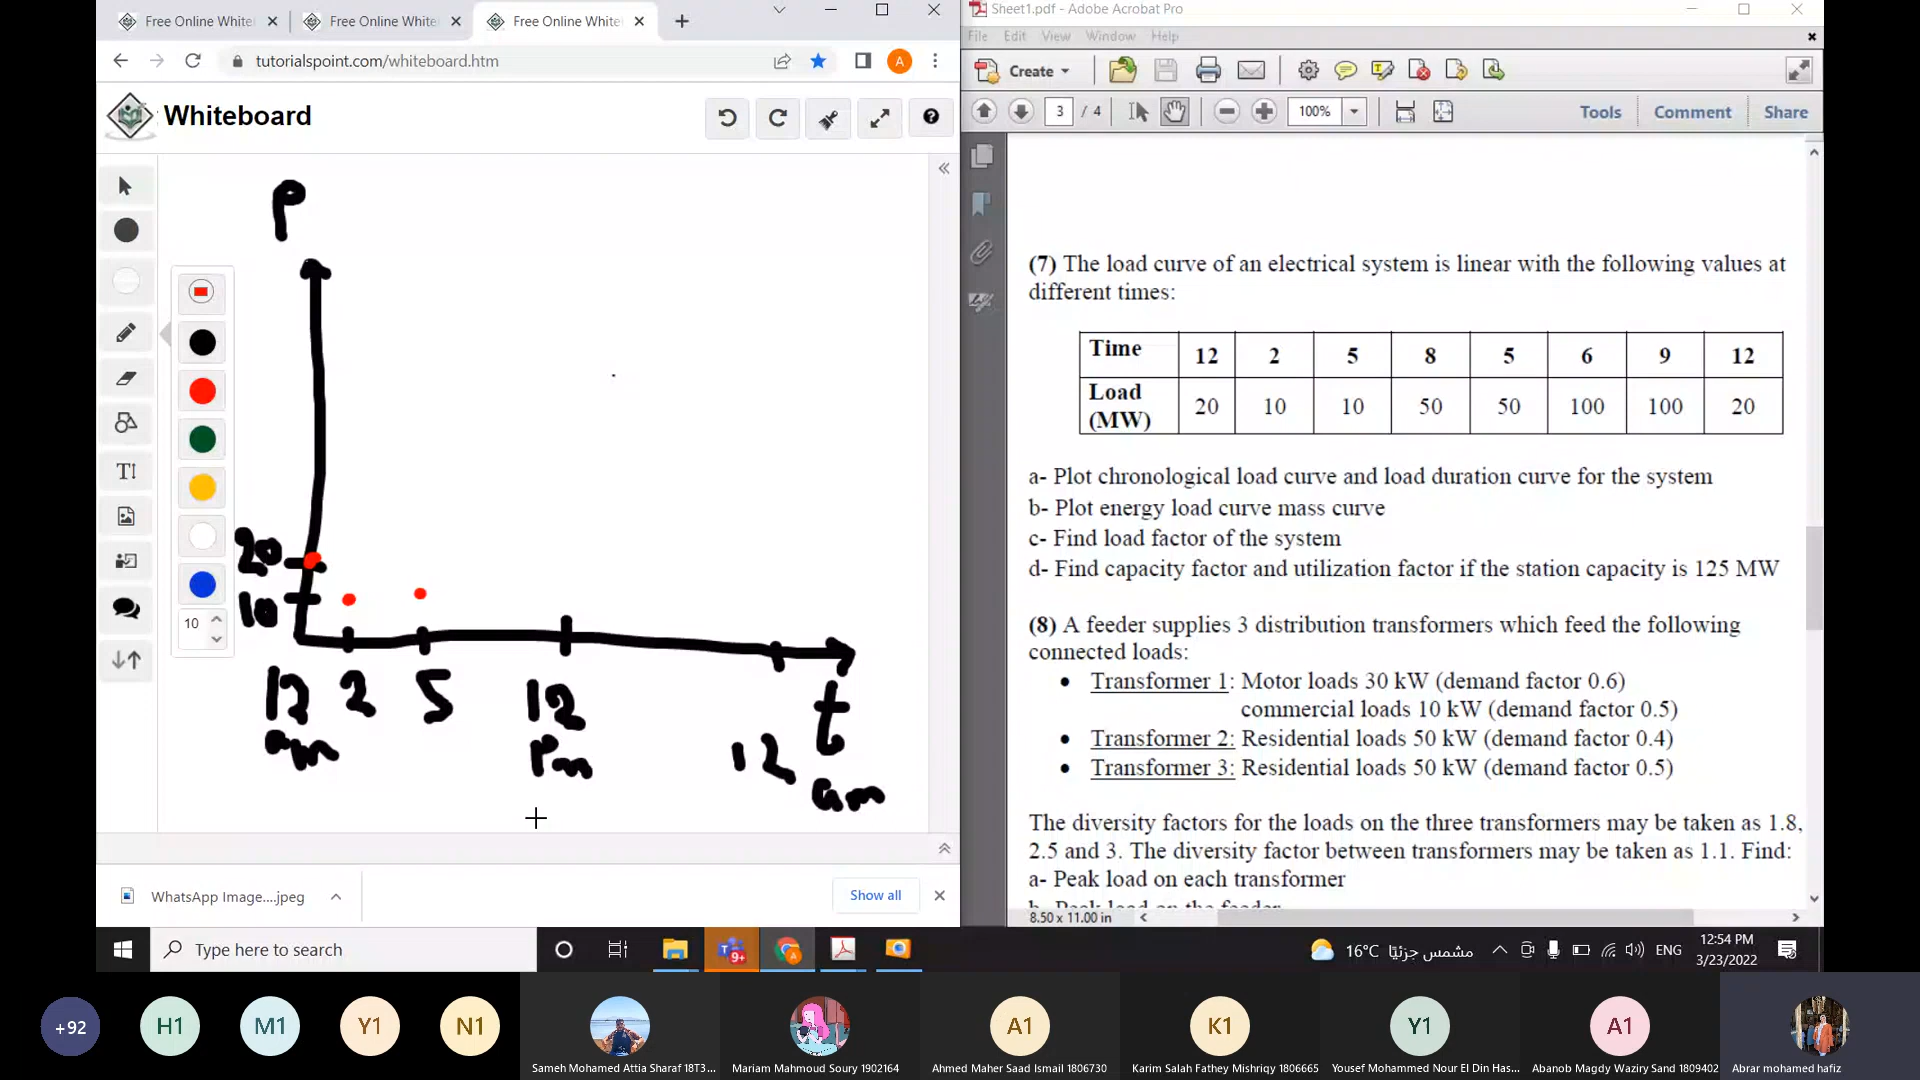 Free Online White
Free Online White
Free Online White
Sheet1.pdf - Adobe Acrobat Pro
File Edit View Window Help
tutorialspoint.com/whiteboard.htm
A
Create
Whiteboard
3 / 4
100%
Tools
Comment
Share
P
20
10
12 2 5 12 t
am
pm
12
am
10
(7) The load curve of an electrical system is linear with the following values at
different times:
Time 12 2 5 8 5 6 9 12
Load
(MW) 20 10 10 50 50 100 100 20
a- Plot chronological load curve and load duration curve for the system
b- Plot energy load curve mass curve
c- Find load factor of the system
d- Find capacity factor and utilization factor if the station capacity is 125 MW
(8) A feeder supplies 3 distribution transformers which feed the following
connected loads:
• Transformer 1: Motor loads 30 kW (demand factor 0.6)
commercial loads 10 kW (demand factor 0.5)
• Transformer 2: Residential loads 50 kW (demand factor 0.4)
• Transformer 3: Residential loads 50 kW (demand factor 0.5)
The diversity factors for the loads on the three transformers may be taken as 1.8,
2.5 and 3. The diversity factor between transformers may be taken as 1.1. Find:
a- Peak load on each transformer
b- Peak load on the feeder
8.50 x 11.00 in
WhatsApp Image....jpeg
Show all
Type here to search
9+
16°C مشمس جزئيًا
ENG
12:54 PM
3/23/2022
+92
H1
M1
Y1
N1
A1
K1
Y1
A1
Sameh Mohamed Attia Sharaf 18T3...
Mariam Mahmoud Soury 1902164
Ahmed Maher Saad Ismail 1806730
Karim Salah Fathey Mishriqy 1806665
Yousef Mohammed Nour El Din Has...
Abanob Magdy Waziry Sand 1809402
Abrar mohamed hafiz